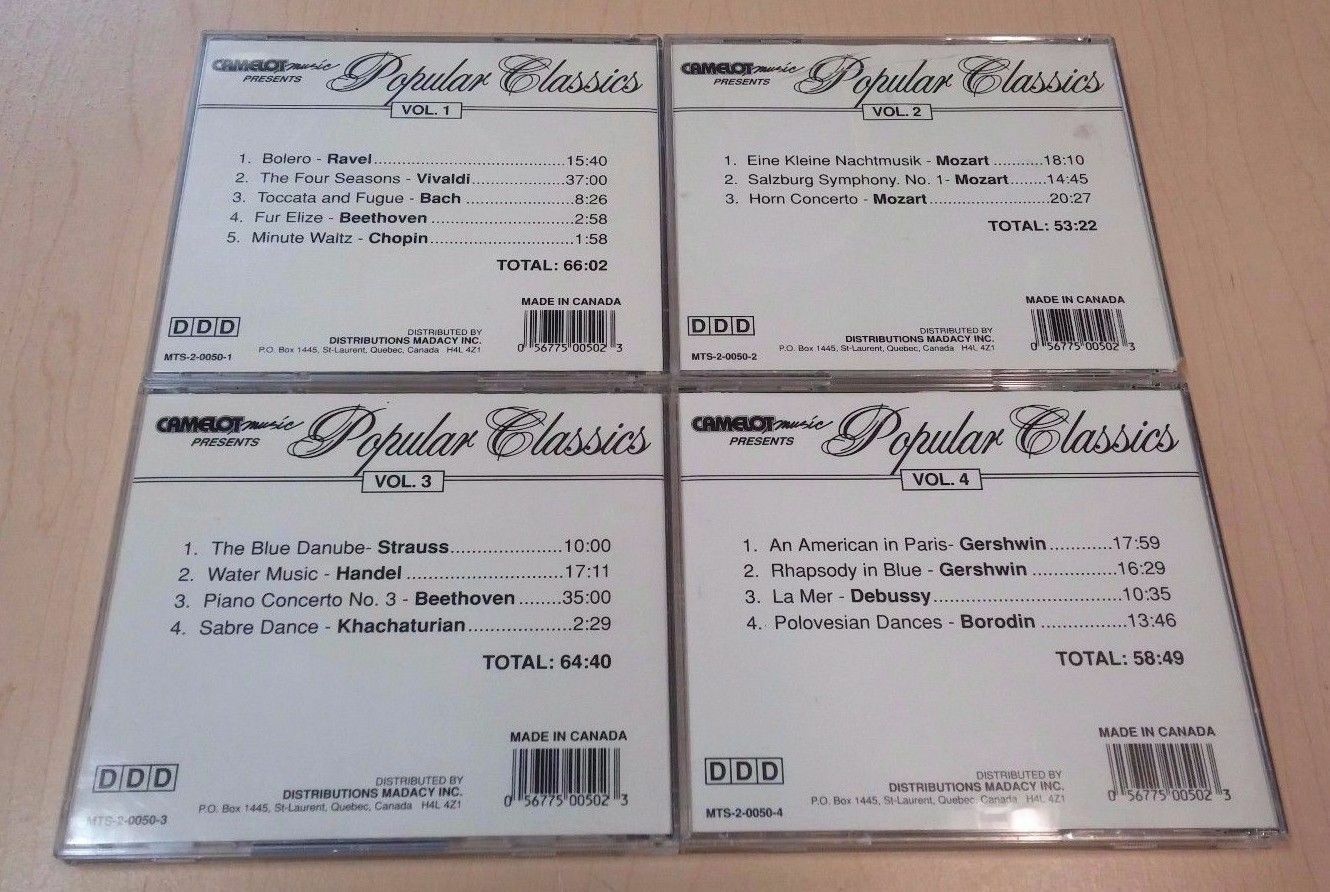 CAMELOT music
PRESENTS
Popular Classics
VOL. 1
1. Bolero - Ravel......................................15:40
2. The Four Seasons - Vivaldi...................37:00
3. Toccata and Fugue - Bach .......................8:26
4. Fur Elize - Beethoven .............................2:58
5. Minute Waltz - Chopin.............................1:58
TOTAL: 66:02
MADE IN CANADA
DDD
DISTRIBUTED BY
DISTRIBUTIONS MADACY INC.
P.O. Box 1445, St-Laurent, Quebec, Canada H4L 4Z1
0 56775 00502 3
MTS-2-0050-1
CAMELOT music
PRESENTS
Popular Classics
VOL. 2
1. Eine Kleine Nachtmusik - Mozart ..........18:10
2. Salzburg Symphony. No. 1- Mozart.......14:45
3. Horn Concerto - Mozart........................20:27
TOTAL: 53:22
MADE IN CANADA
DDD
DISTRIBUTED BY
DISTRIBUTIONS MADACY INC.
P.O. Box 1445, St-Laurent, Quebec, Canada H4L 4Z1
0 56775 00502 3
MTS-2-0050-2
CAMELOT music
PRESENTS
Popular Classics
VOL. 3
1. The Blue Danube- Strauss.....................10:00
2. Water Music - Handel .............................17:11
3. Piano Concerto No. 3 - Beethoven ........35:00
4. Sabre Dance - Khachaturian...................2:29
TOTAL: 64:40
MADE IN CANADA
DDD
DISTRIBUTED BY
DISTRIBUTIONS MADACY INC.
P.O. Box 1445, St-Laurent, Quebec, Canada H4L 4Z1
0 56775 00502 3
MTS-2-0050-3
CAMELOT music
PRESENTS
Popular Classics
VOL. 4
1. An American in Paris- Gershwin............17:59
2. Rhapsody in Blue - Gershwin ................16:29
3. La Mer - Debussy...................................10:35
4. Polovesian Dances - Borodin ................13:46
TOTAL: 58:49
MADE IN CANADA
DDD
DISTRIBUTED BY
DISTRIBUTIONS MADACY INC.
P.O. Box 1445, St-Laurent, Quebec, Canada H4L 4Z1
0 56775 00502 3
MTS-2-0050-4